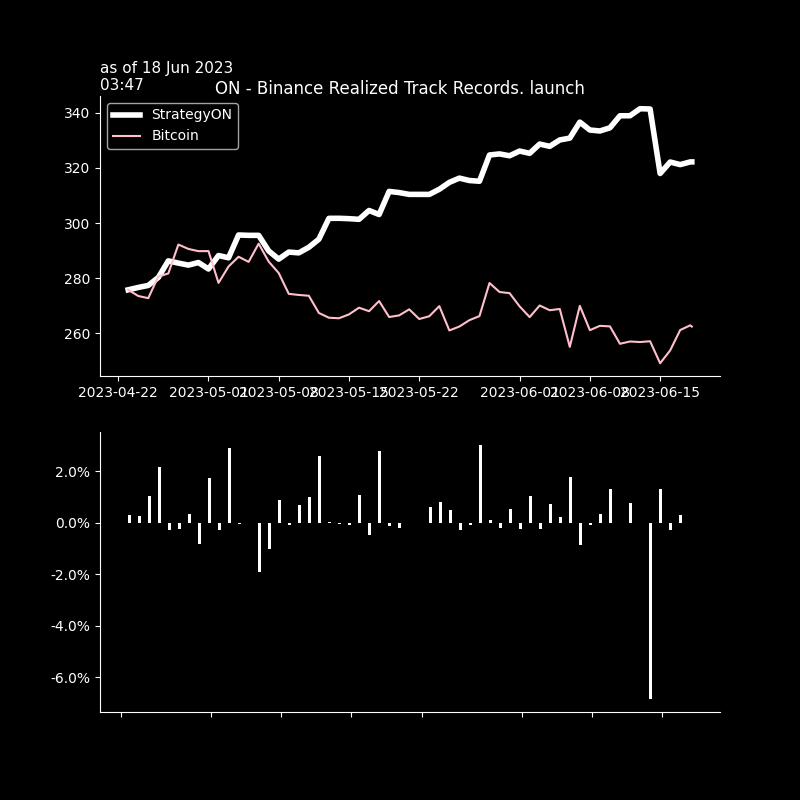 as of 18 Jun 2023
03:47
ON - Binance Realized Track Records. launch
StrategyON
Bitcoin
340
320
300
280
260
2023-04-22 2023-05-01 2023-05-08 2023-05-15 2023-05-22 2023-06-01 2023-06-08 2023-06-15
2.0%
0.0%
-2.0%
-4.0%
-6.0%